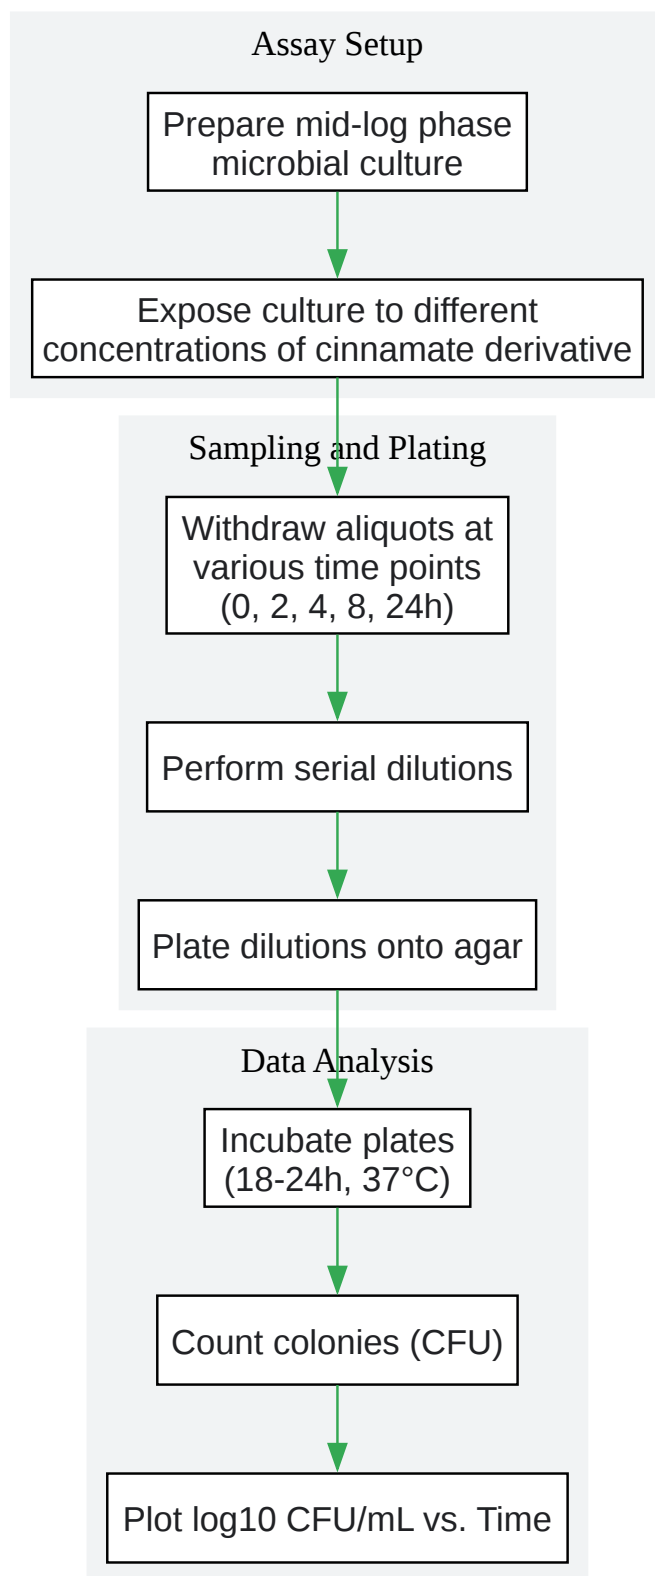 Assay Setup
Prepare mid-log phase
microbial culture
Expose culture to different
concentrations of cinnamate derivative
Sampling and Plating
Withdraw aliquots at
various time points
(0, 2, 4, 8, 24h)
Perform serial dilutions
Plate dilutions onto agar
Data Analysis
Incubate plates
(18-24h, 37°C)
Count colonies (CFU)
Plot log10 CFU/mL vs. Time